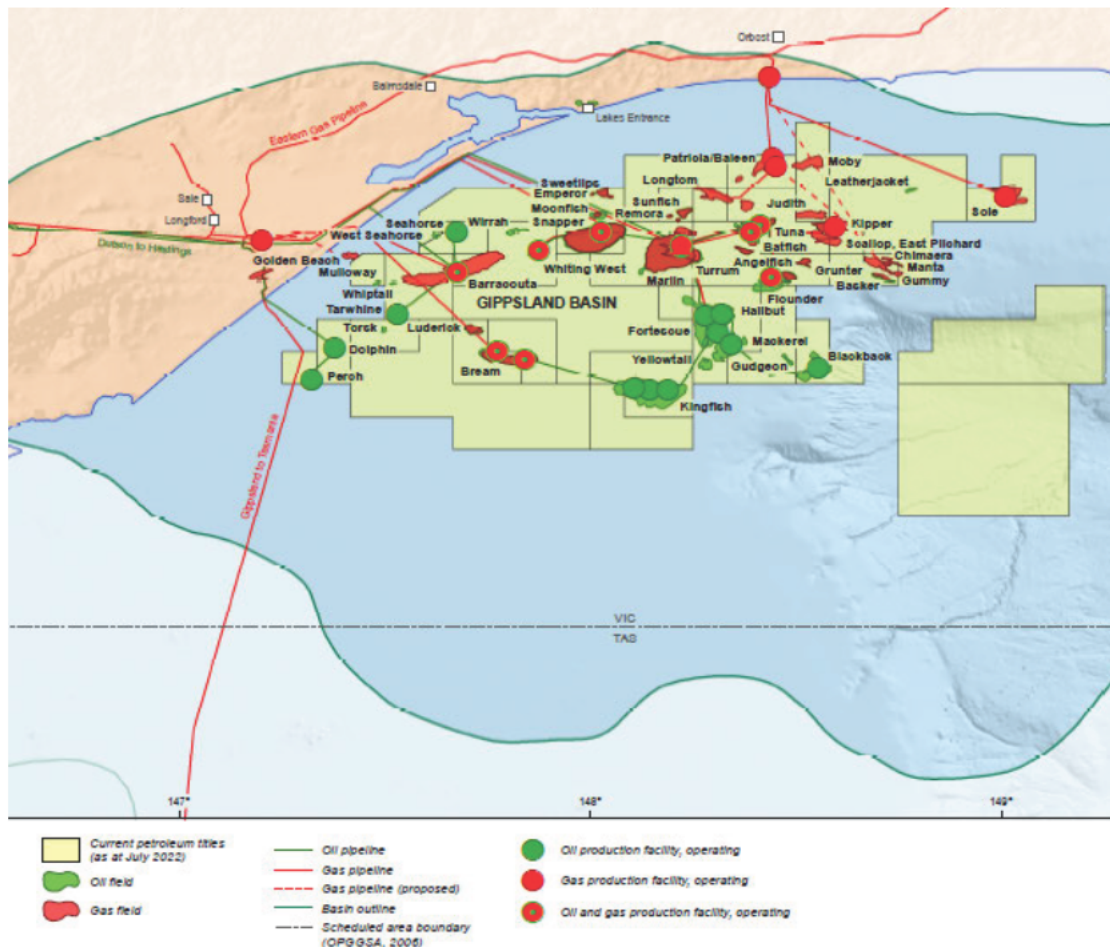 Orbost
Bairnsdale
Lakes Entrance
Eastern Gas Pipeline
Patriola/Baleen
Moby
Sweetlips
Longtom
Leatherjacket
Emperor
Sale
Moonfish
Sunfish
Judith
Sole
Longford
Seahorse
Wirrah
Snapper
Remora
Tuna
Kipper
Dutson to Hastings
West Seahorse
Batfish
Scallop, East Pilohard
Golden Beach
Whiting West
Angelfish
Chimaera
Mulloway
Marlin
Turrum
Grunter
Manta
Whiptail
Barracouta
Basker
Gummy
Tarwhine
GIPPSLAND BASIN
Flounder
Halibut
Torsk
Luderick
Fortescue
Dolphin
Mackerel
Yellowtail
Blackback
Perch
Bream
Gudgeon
Kingfish
Gippsland to Tasmania
VIC
TAS
147°
148°
149°
Current petroleum titles
(as at July 2022)
Oil field
Gas field
Oil pipeline
Gas pipeline
Gas pipeline (proposed)
Basin outline
Scheduled area boundary
(OPGGSA, 2006)
Oil production facility, operating
Gas production facility, operating
Oil and gas production facility, operating